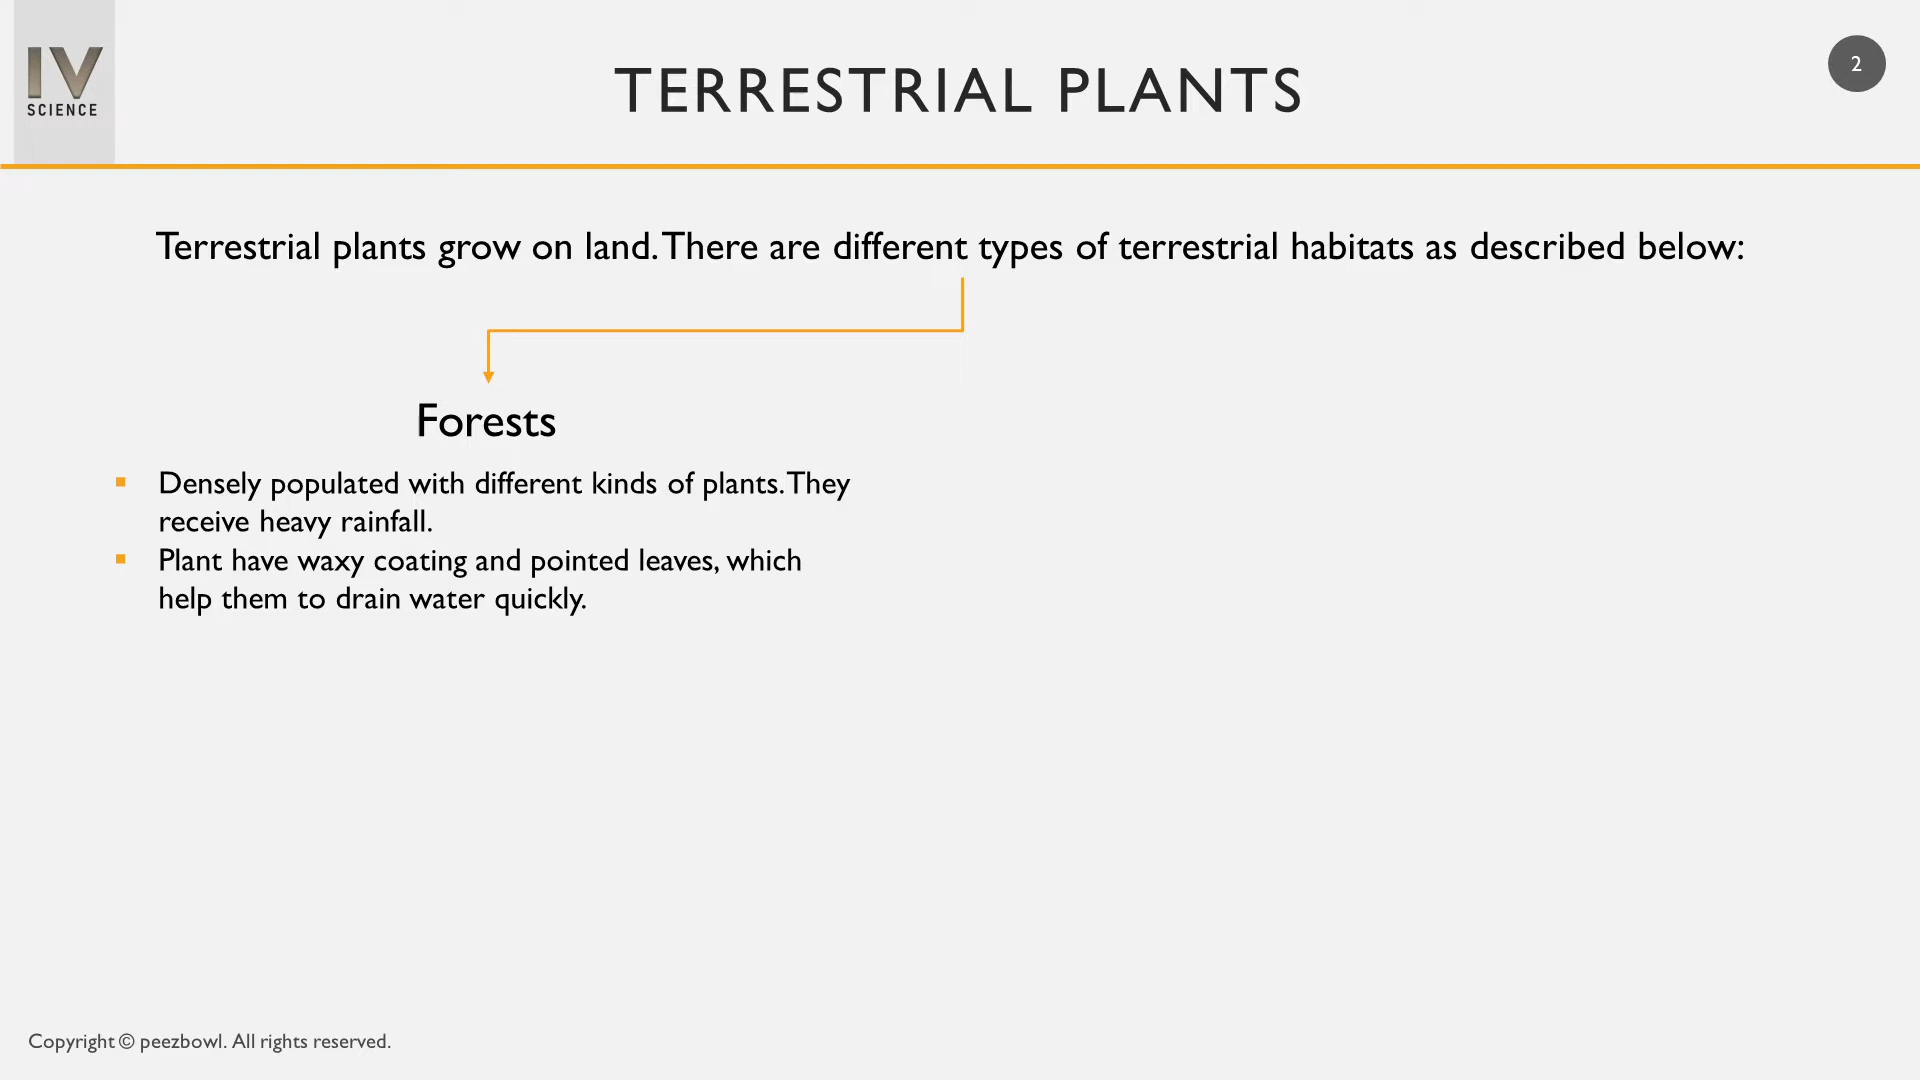 IV
SCIENCE
TERRESTRIAL PLANTS
2
Terrestrial plants grow on land. There are different types of terrestrial habitats as described below:
Forests
▪ Densely populated with different kinds of plants. They
receive heavy rainfall.
▪ Plant have waxy coating and pointed leaves, which
help them to drain water quickly.
Copyright © peezbowl. All rights reserved.